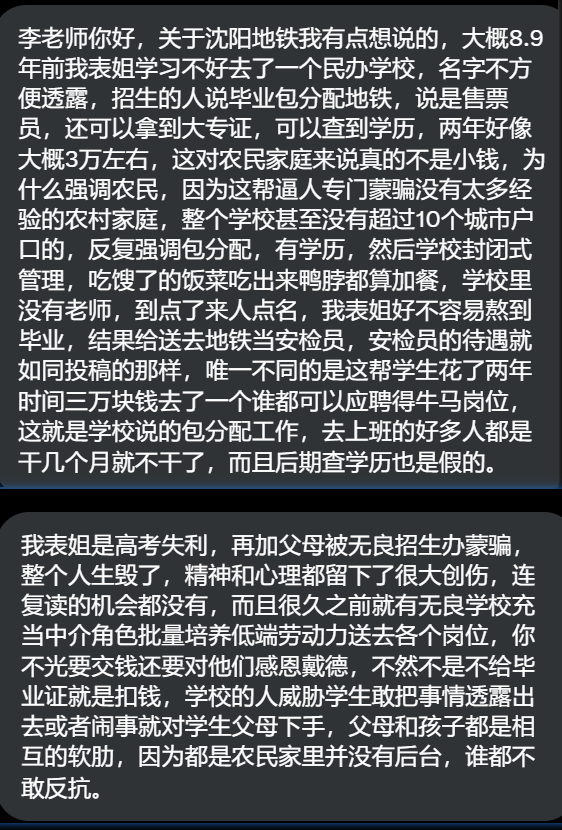 李老师你好，关于沈阳地铁我有点想说的，大概8.9
年前我表姐学习不好去了一个民办学校，名字不方
便透露，招生的人说毕业包分配地铁，说是售票
员，还可以拿到大专证，可以查到学历，两年好像
大概3万左右，这对农民家庭来说真的不是小钱，为
什么强调农民，因为这帮逼人专门蒙骗没有太多经
验的农村家庭，整个学校甚至没有超过10个城市户
口的，反复强调包分配，有学历，然后学校封闭式
管理，吃馊了的饭菜吃出来鸭脖都算加餐，学校里
没有老师，到点了来人点名，我表姐好不容易熬到
毕业，结果给送去地铁当安检员，安检员的待遇就
如同投稿的那样，唯一不同的是这帮学生花了两年
时间三万块钱去了一个谁都可以应聘得牛马岗位，
这就是学校说的包分配工作，去上班的好多人都是
干几个月就不干了，而且后期查学历也是假的。
我表姐是高考失利，再加父母被无良招生办蒙骗，
整个人生毁了，精神和心理都留下了很大创伤，连
复读的机会都没有，而且很久之前就有无良学校充
当中介角色批量培养低端劳动力送去各个岗位，你
不光要交钱还要对他们感恩戴德，不然不是不给毕
业证就是扣钱，学校的人威胁学生敢把事情透露出
去或者闹事就对学生父母下手，父母和孩子都是相
互的软肋，因为都是农民家里并没有后台，谁都不
敢反抗。